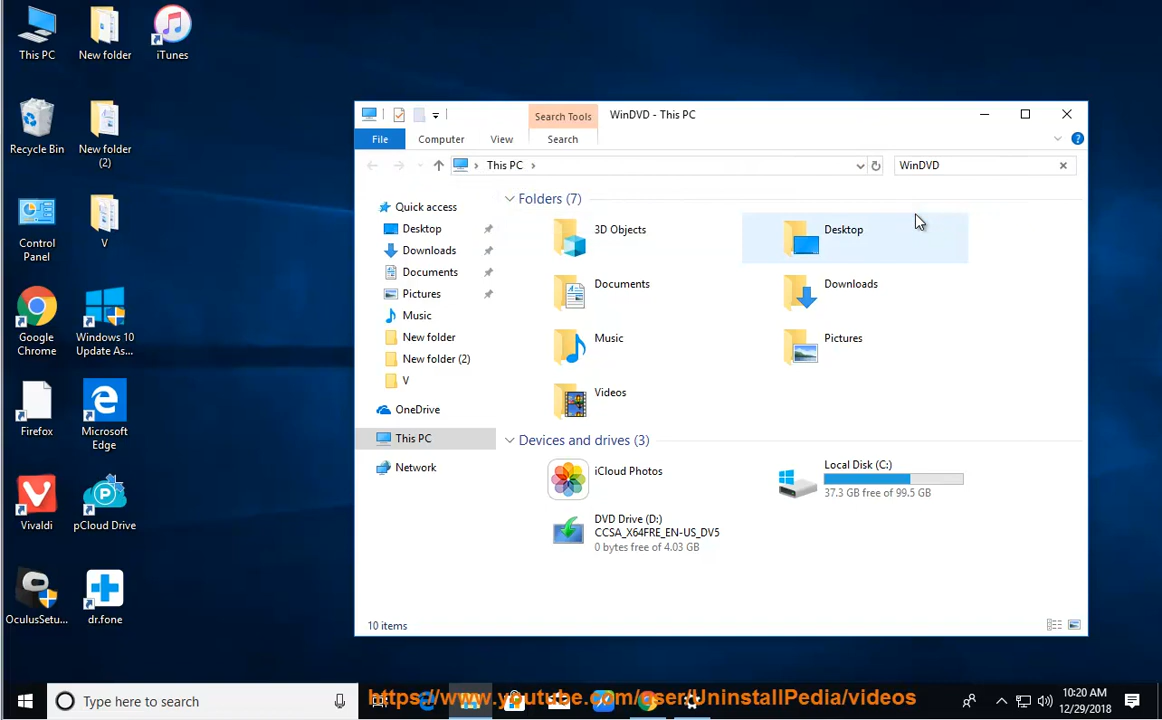 This PC
New folder
iTunes
Recycle Bin
New folder
(2)
Control
Panel
V
Google
Chrome
Windows 10
Update As...
Firefox
Microsoft
Edge
Vivaldi
pCloud Drive
OculusSetu...
dr.fone
Search Tools
WinDVD - This PC
File
Computer
View
Search
This PC
WinDVD
Quick access
Desktop
Downloads
Documents
Pictures
Music
New folder
New folder (2)
V
OneDrive
This PC
Network
Folders (7)
3D Objects
Desktop
Documents
Downloads
Music
Pictures
Videos
Devices and drives (3)
iCloud Photos
Local Disk (C:)
37.3 GB free of 99.5 GB
DVD Drive (D:)
CCSA_X64FRE_EN-US_DV5
0 bytes free of 4.03 GB
10 items
Type here to search
https://www.youtube.com/user/UninstallPedia/videos
10:20 AM
12/29/2018